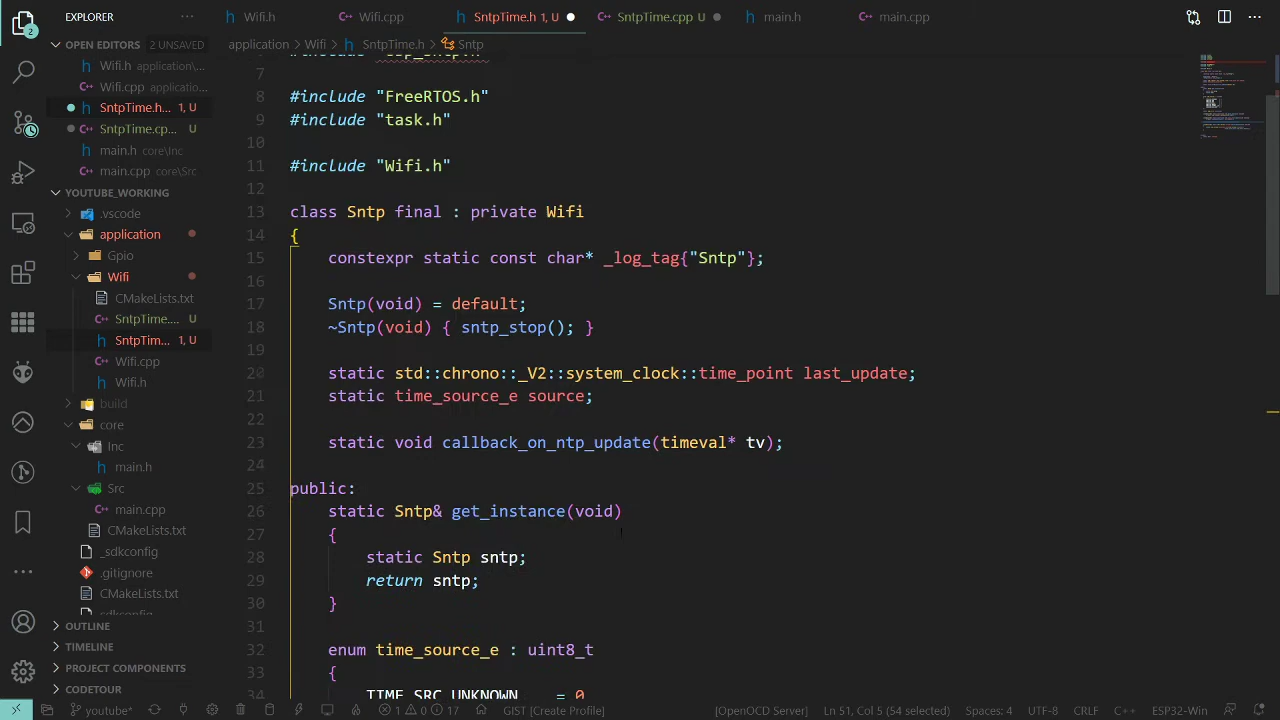 EXPLORER
Wifi.h
Wifi.cpp
SntpTime.h 1, U
SntpTime.cpp U
main.h
main.cpp
OPEN EDITORS 2 UNSAVED
application > Wifi > SntpTime.h > Sntp
Wifi.h application\...
Wifi.cpp application\...
SntpTime.h... 1, U
SntpTime.cp... U
main.h core\Inc
main.cpp core\Src
YOUTUBE_WORKING
.vscode
application
Gpio
Wifi
CMakeLists.txt
SntpTime.... U
SntpTim... 1, U
Wifi.cpp
Wifi.h
build
core
Inc
main.h
Src
main.cpp
CMakeLists.txt
_sdkconfig
.gitignore
CMakeLists.txt
OUTLINE
TIMELINE
PROJECT COMPONENTS
CODETOUR
7
8 #include "FreeRTOS.h"
9 #include "task.h"
10
11 #include "Wifi.h"
12
13 class Sntp final : private Wifi
14 {
15 constexpr static const char* _log_tag{"Sntp"};
16
17 Sntp(void) = default;
18 ~Sntp(void) { sntp_stop(); }
19
20 static std::chrono::_V2::system_clock::time_point last_update;
21 static time_source_e source;
22
23 static void callback_on_ntp_update(timeval* tv);
24
25 public:
26 static Sntp& get_instance(void)
27 {
28 static Sntp sntp;
29 return sntp;
30 }
31
32 enum time_source_e : uint8_t
33 {
34 TIME_SRC_UNKNOWN = 0
youtube* 1 0 17 GIST [Create Profile] [OpenOCD Server] Ln 51, Col 5 (54 selected) Spaces: 4 UTF-8 CRLF C++ ESP32-Win